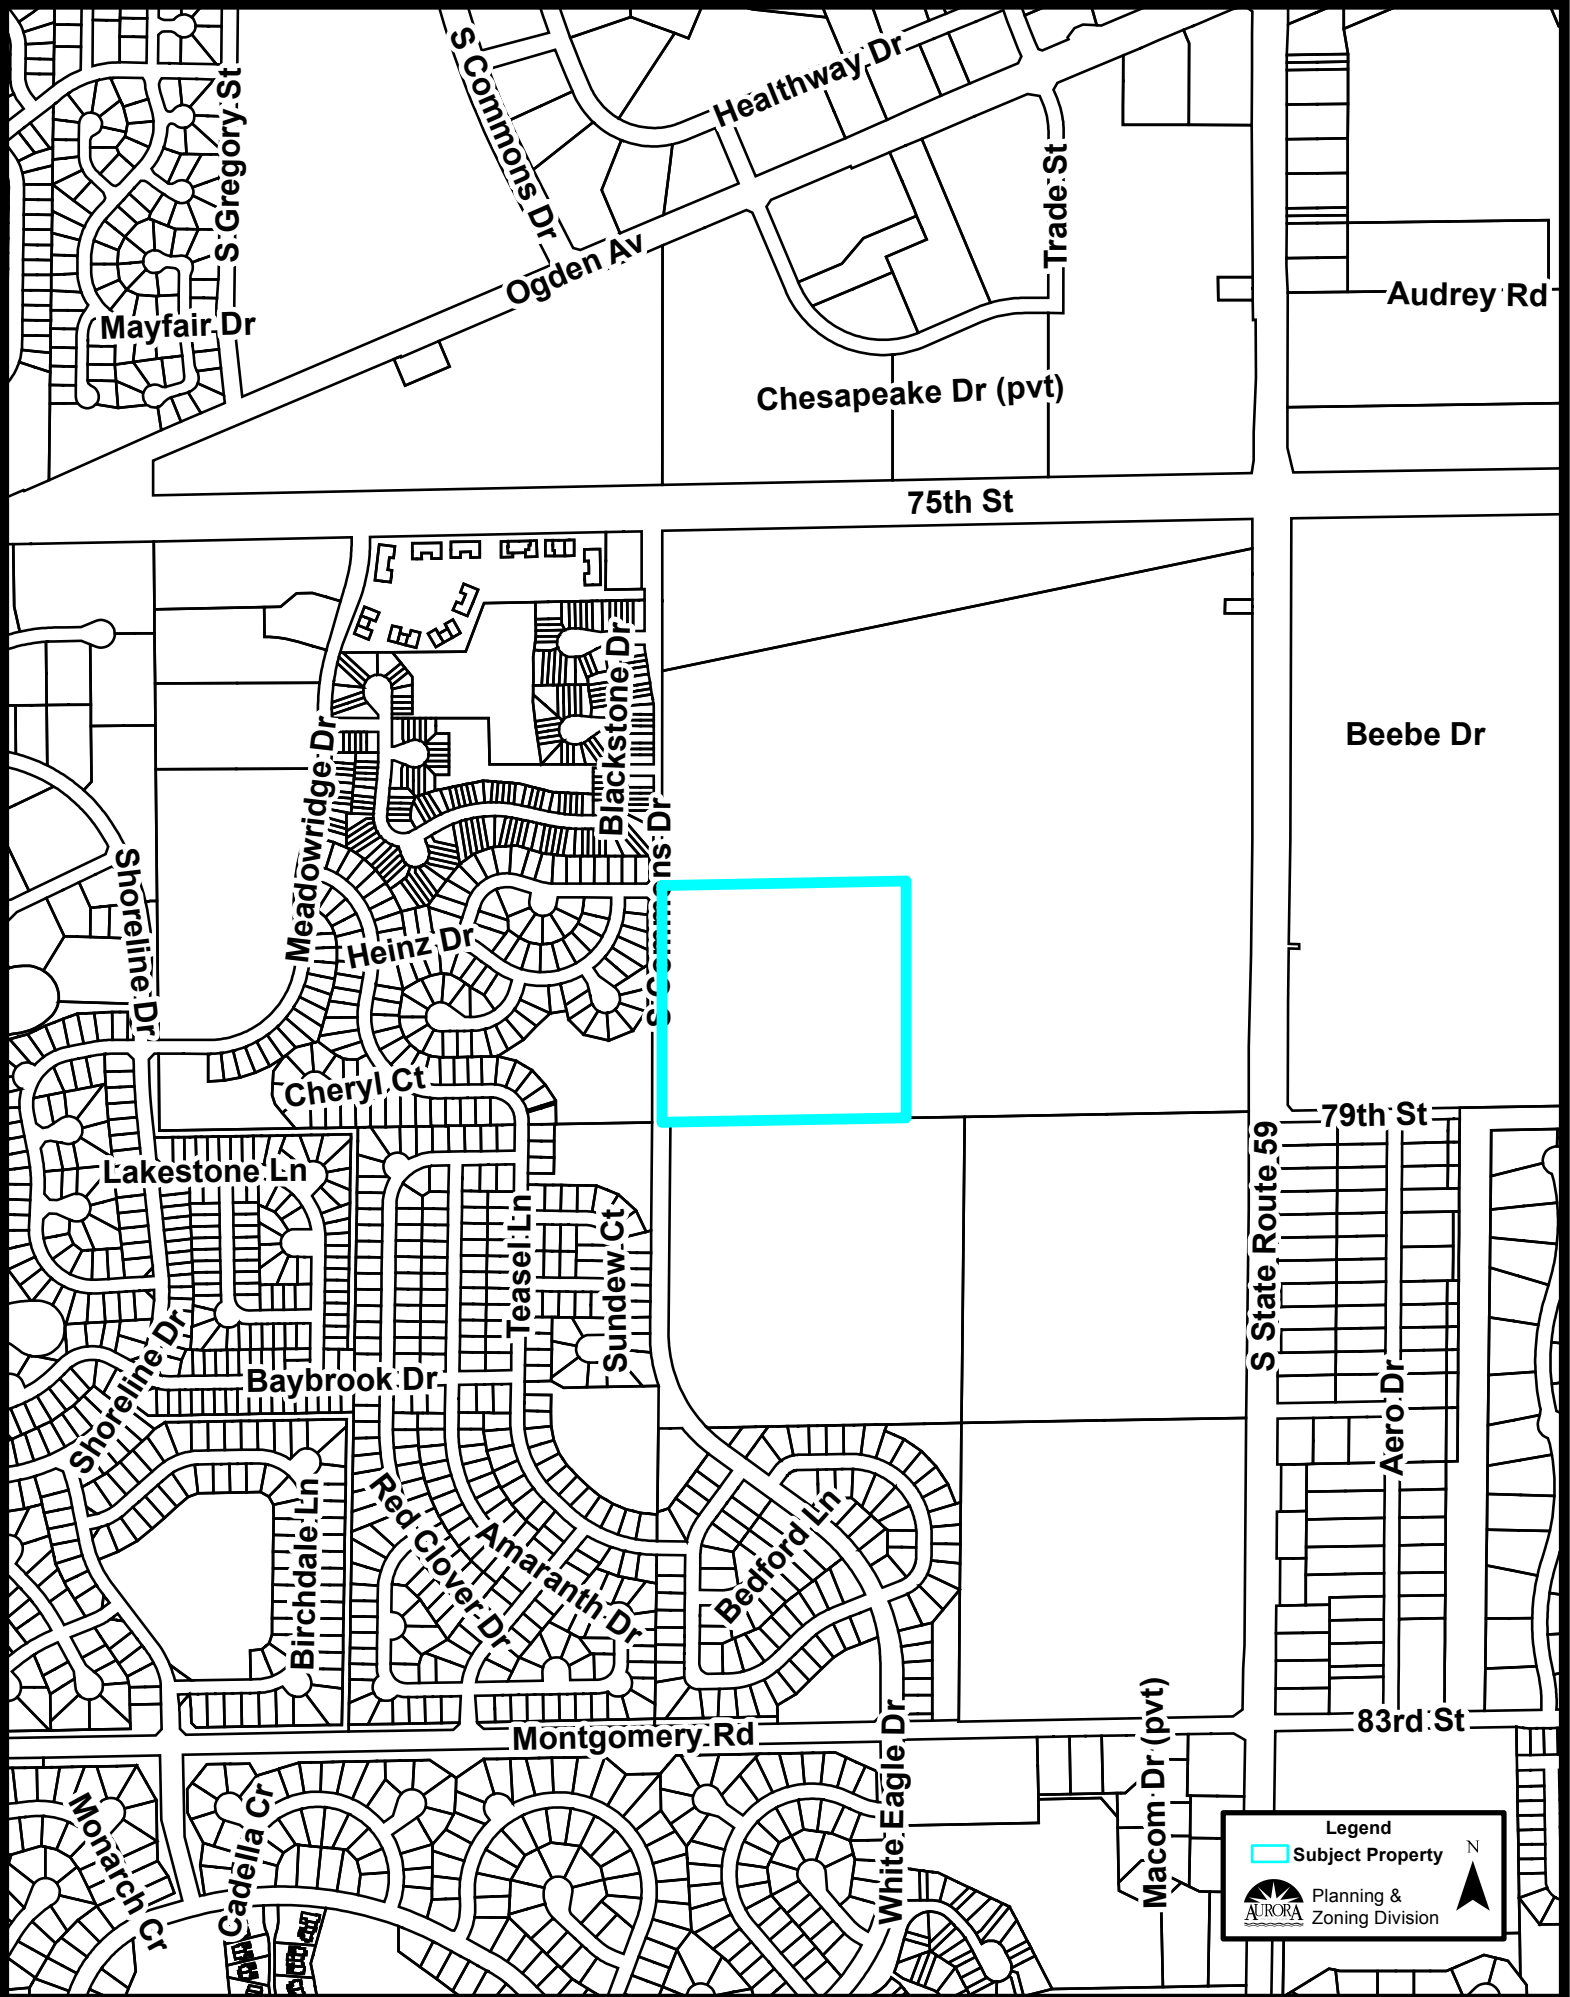 S Commons Dr
Healthway Dr
S Gregory St
Trade St
Ogden Av
Mayfair Dr
Audrey Rd
Chesapeake Dr (pvt)
75th St
Blackstone Dr
Beebe Dr
Meadowridge Dr
S Commons Dr
Shoreline Dr
Heinz Dr
Cheryl Ct
79th St
Lakestone Ln
S State Route 59
Teasel Ln
Sundew Ct
Shoreline Dr
Baybrook Dr
Aero Dr
Birchdale Ln
Red Clover Dr
Amaranth Dr
Bedford Ln
Montgomery Rd
83rd St
Macom Dr (pvt)
White Eagle Dr
Monarch Cr
Cadella Cr
Legend
Subject Property
N
AURORA
Planning &
Zoning Division